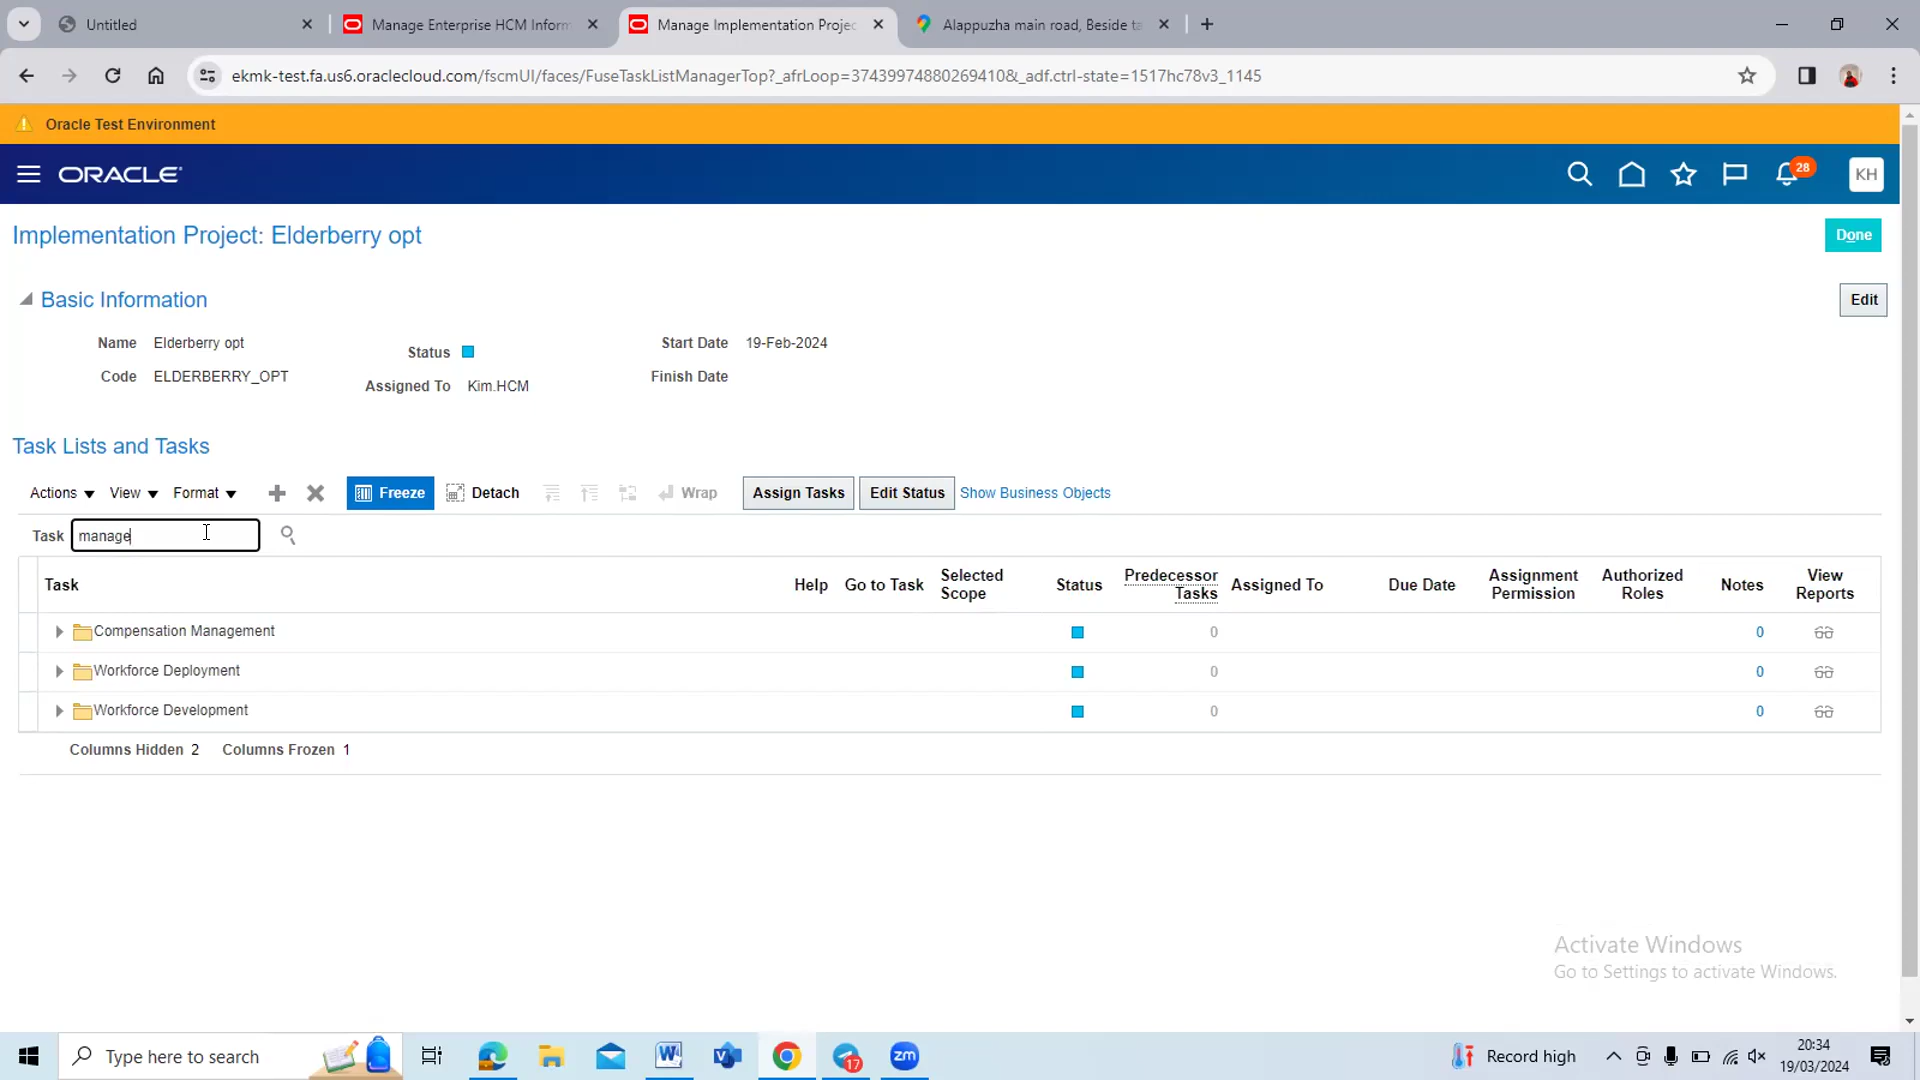 Untitled
Manage Enterprise HCM Inform
Manage Implementation Projec
Alappuzha main road, Beside ta
ekmk-test.fa.us6.oraclecloud.com/fscmUI/faces/FuseTaskListManagerTop?_afrLoop=37439974880269410&_adf.ctrl-state=1517hc78v3_1145
Oracle Test Environment
ORACLE
28
KH
Implementation Project: Elderberry opt
Done
Basic Information
Edit
Name Elderberry opt
Status
Start Date 19-Feb-2024
Code ELDERBERRY_OPT
Assigned To Kim.HCM
Finish Date
Task Lists and Tasks
Actions View Format Freeze Detach Wrap Assign Tasks Edit Status Show Business Objects
Task manage
Task Help Go to Task Selected Scope Status Predecessor Tasks Assigned To Due Date Assignment Permission Authorized Roles Notes View Reports
Compensation Management 0 0
Workforce Deployment 0 0
Workforce Development 0 0
Columns Hidden 2 Columns Frozen 1
Activate Windows
Go to Settings to activate Windows.
Type here to search
17
zm
Record high
20:34
19/03/2024